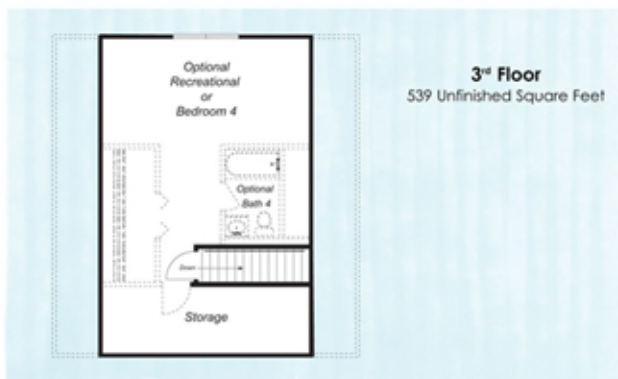 Optional
Recreational
or
Bedroom 4
3rd Floor
539 Unfinished Square Feet
Optional
Bath 4
Down
Storage